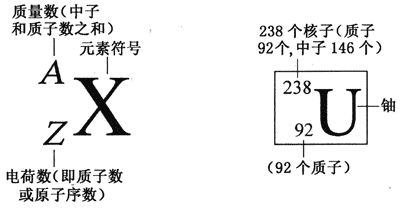 质量数(中子
和质子数之和)
元素符号
A
X
Z
电荷数(即质子数
或原子序数)
238个核子(质子
92个,中子146个)
238
U
92
铀
(92个质子)